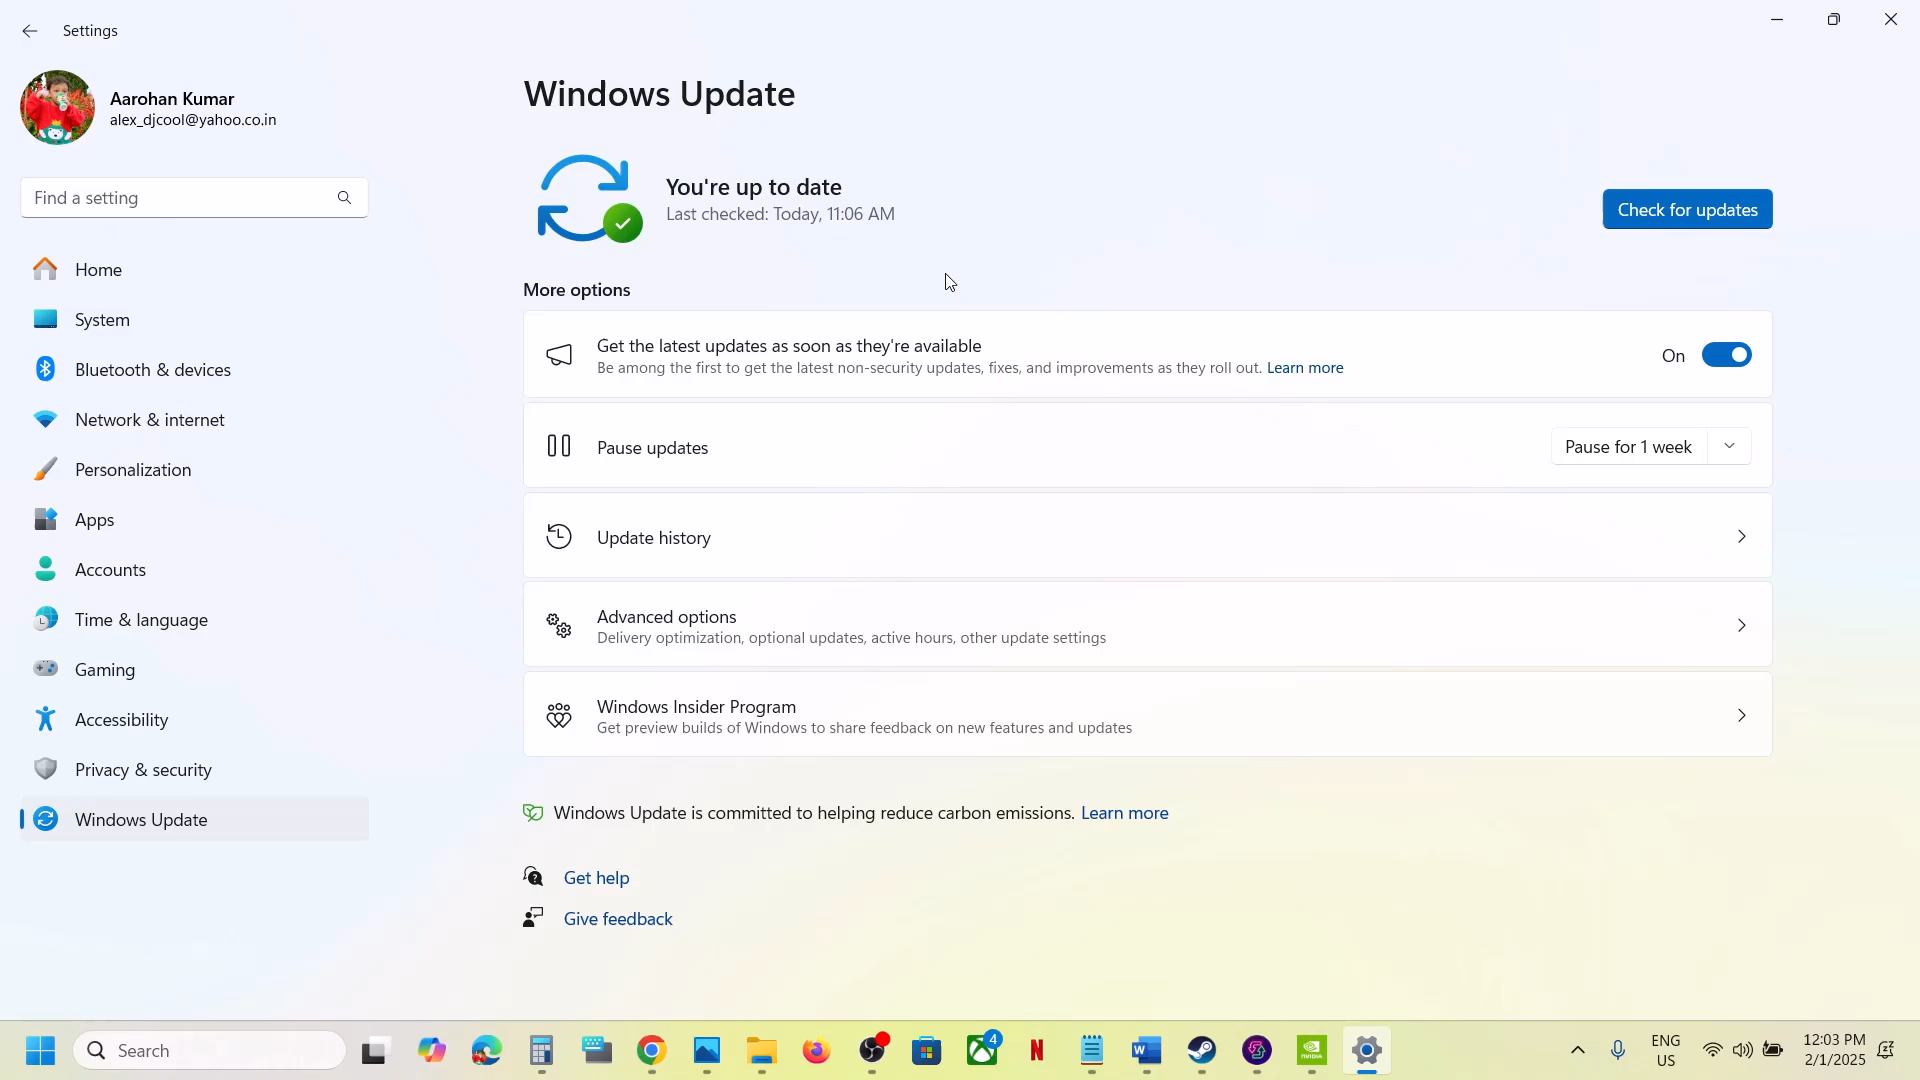 Settings
Aarohan Kumar
alex_djcool@yahoo.co.in
Find a setting
Home
System
Bluetooth & devices
Network & internet
Personalization
Apps
Accounts
Time & language
Gaming
Accessibility
Privacy & security
Windows Update
Windows Update
You're up to date
Last checked: Today, 11:06 AM
Check for updates
More options
Get the latest updates as soon as they're available
Be among the first to get the latest non-security updates, fixes, and improvements as they roll out. Learn more
On
Pause updates
Pause for 1 week
Update history
Advanced options
Delivery optimization, optional updates, active hours, other update settings
Windows Insider Program
Get preview builds of Windows to share feedback on new features and updates
Windows Update is committed to helping reduce carbon emissions. Learn more
Get help
Give feedback
Search
4
N
W
NVIDIA
ENG
US
12:03 PM
2/1/2025